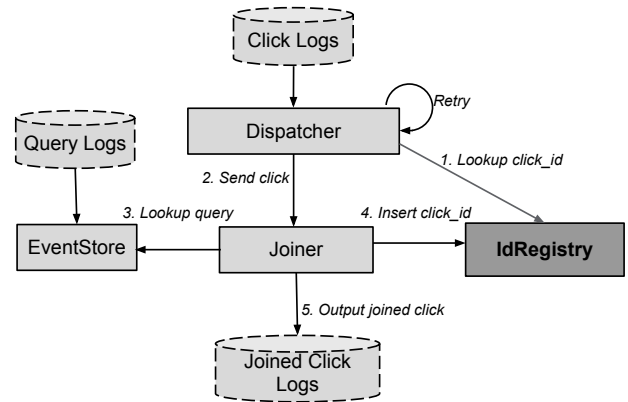 Click Logs
Retry
Dispatcher
Query Logs
1. Lookup click_id
2. Send click
3. Lookup query
4. Insert click_id
EventStore
Joiner
IdRegistry
5. Output joined click
Joined Click
Logs